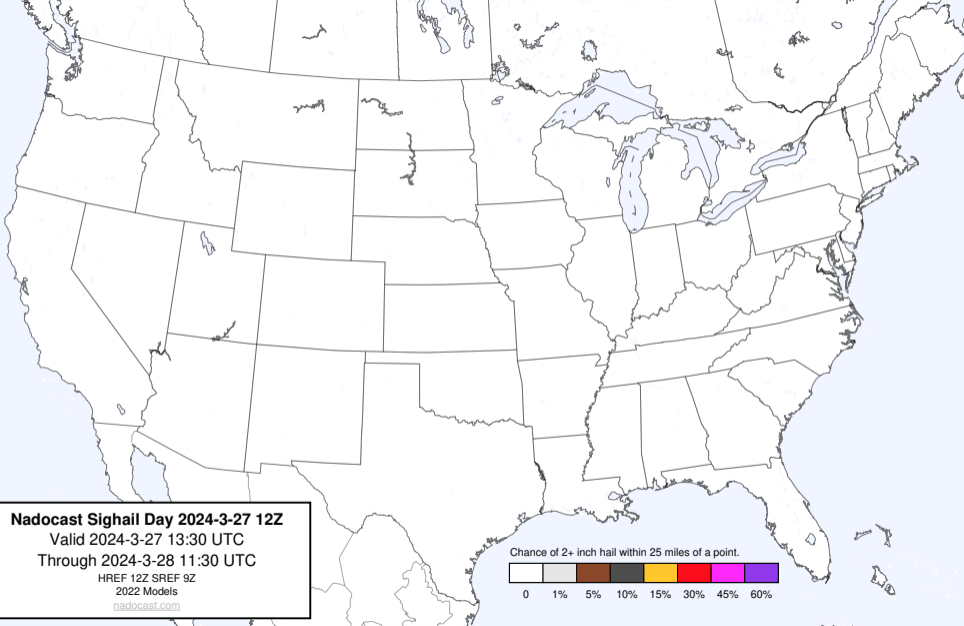 Nadocast Sighail Day 2024-3-27 12Z
Valid 2024-3-27 13:30 UTC
Through 2024-3-28 11:30 UTC
HREF 12Z SREF 9Z
2022 Models
nadocast.com
Chance of 2+ inch hail within 25 miles of a point.
0 1% 5% 10% 15% 30% 45% 60%